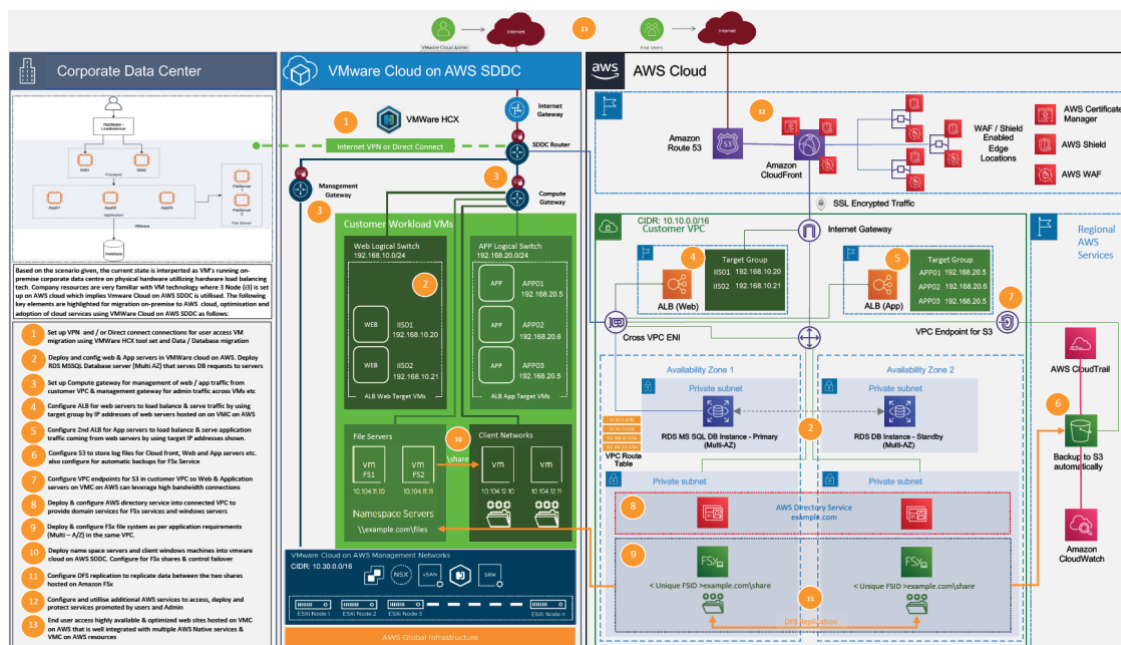 VMware Cloud Admin
Internet
13
End Users
Internet
Corporate Data Center
Hardware -
Loadbalancer
Frontend
App01
Application
VMware
Database
File Server
Based on the scenario given, the current state is interperted as VM's running on-
premise corporate data centre on physical hardware utilizing hardware load balancing
tech. Company resources are very familiar with VM technology where 3 Node (i3) is set
up on AWS cloud which implies Vmware Cloud on AWS SDDC is utilised. The following
key elements are highlighted for migration on-premise to AWS cloud, optimisation and
adoption of cloud services using VMWare Cloud on AWS SDDC as follows:
1
Set up VPN and / or Direct connect connections for user access VM
migration using VMware HCX tool set and Data / Database migration
2
Deploy and config web & App servers in VMWare cloud on AWS. Deploy
RDS MSSQL Database server (Multi AZ) that serves DB requests to servers
3
Set up Compute gateway for management of web / app traffic from
customer VPC & management gateway for admin traffic across VMs etc
4
Configure ALB for web servers to load balance & serve traffic by using
target group by IP addresses of web servers hosted on on VMC on AWS
5
Configure 2nd ALB for App servers to load balance & serve application
traffic coming from web servers by using target IP addresses shown.
6
Configure S3 to store log files for Cloud front, Web and App servers etc.
also configure for automatic backups for FSx Service
7
Configure VPC endpoints for S3 in customer VPC so Web & Application
servers on VMC on AWS can leverage high bandwidth connections
8
Deploy & configure AWS directory service into connected VPC to
provide domain services for FSx services and windows servers
9
Deploy & configure FSx file system as per application requirements
(Multi – A/Z) in the same VPC.
10
Deploy name space servers and client windows machines into vmware
cloud on AWS SDDC. Configure for FSx shares & control failover
11
Configure DFS replication to replicate data between the two shares
hosted on Amazon FSx
12
Configure and utilise additional AWS services to access, deploy and
protect services promoted by users and Admin
13
End user access highly available & optimized web sites hosted on VMC
on AWS that is well integrated with multiple AWS Native services &
VMC on AWS resources
VMware Cloud on AWS SDDC
1
VMWare HCX
Internet
Gateway
Internet VPN or Direct Connect
SDDC Router
Management
Gateway
3
3
Compute
Gateway
Customer Workload VMs
Web Logical Switch
192.168.10.0/24
2
WEB
IIS01
192.168.10.20
WEB
IIS02
192.168.10.21
ALB Web Target VMs
APP Logical Switch
192.168.20.0/24
APP
APP01
192.168.20.5
APP
APP02
192.168.20.6
APP
APP03
192.168.20.5
ALB App Target VMs
File Servers
10
\share
vm
FS1
vm
FS2
10.104.11.10
10.104.11.11
Namespace Servers
\\example.com\files
Client Networks
vm
vm
10.104.12.10
10.104.12.11
VMware Cloud on AWS Management Networks
CIDR: 10.30.0.0/16
NSX
vSAN
SRM
ESXi Node 1
ESXi Node 2
ESXi Node 3
ESXi Node n
AWS Global Infrastructure
aws
AWS Cloud
53
Amazon
Route 53
12
Amazon
CloudFront
WAF / Shield
Enabled
Edge
Locations
AWS Certificate
Manager
AWS Shield
AWS WAF
SSL Encrypted Traffic
CIDR: 10.10.0.0/16
Customer VPC
Internet Gateway
4
ALB (Web)
Target Group
IIS01 192.168.10.20
IIS02 192.168.10.21
5
ALB (App)
Target Group
APP01 192.168.20.5
APP02 192.168.20.6
APP03 192.168.20.5
7
Cross VPC ENI
VPC Endpoint for S3
Regional
AWS
Services
Availability Zone 1
Private subnet
RDS MS SQL DB Instance - Primary
(Multi-AZ)
VPC Route
Table
2
Availability Zone 2
Private subnet
RDS DB Instance - Standby
(Multi-AZ)
Private subnet
Private subnet
8
AWS Directory Service
example.com
9
FSx
FSx
< Unique FSID >example.com\share
< Unique FSID >example.com\share
11
DFS Replication
AWS CloudTrail
6
Backup to S3
automatically
Amazon
CloudWatch